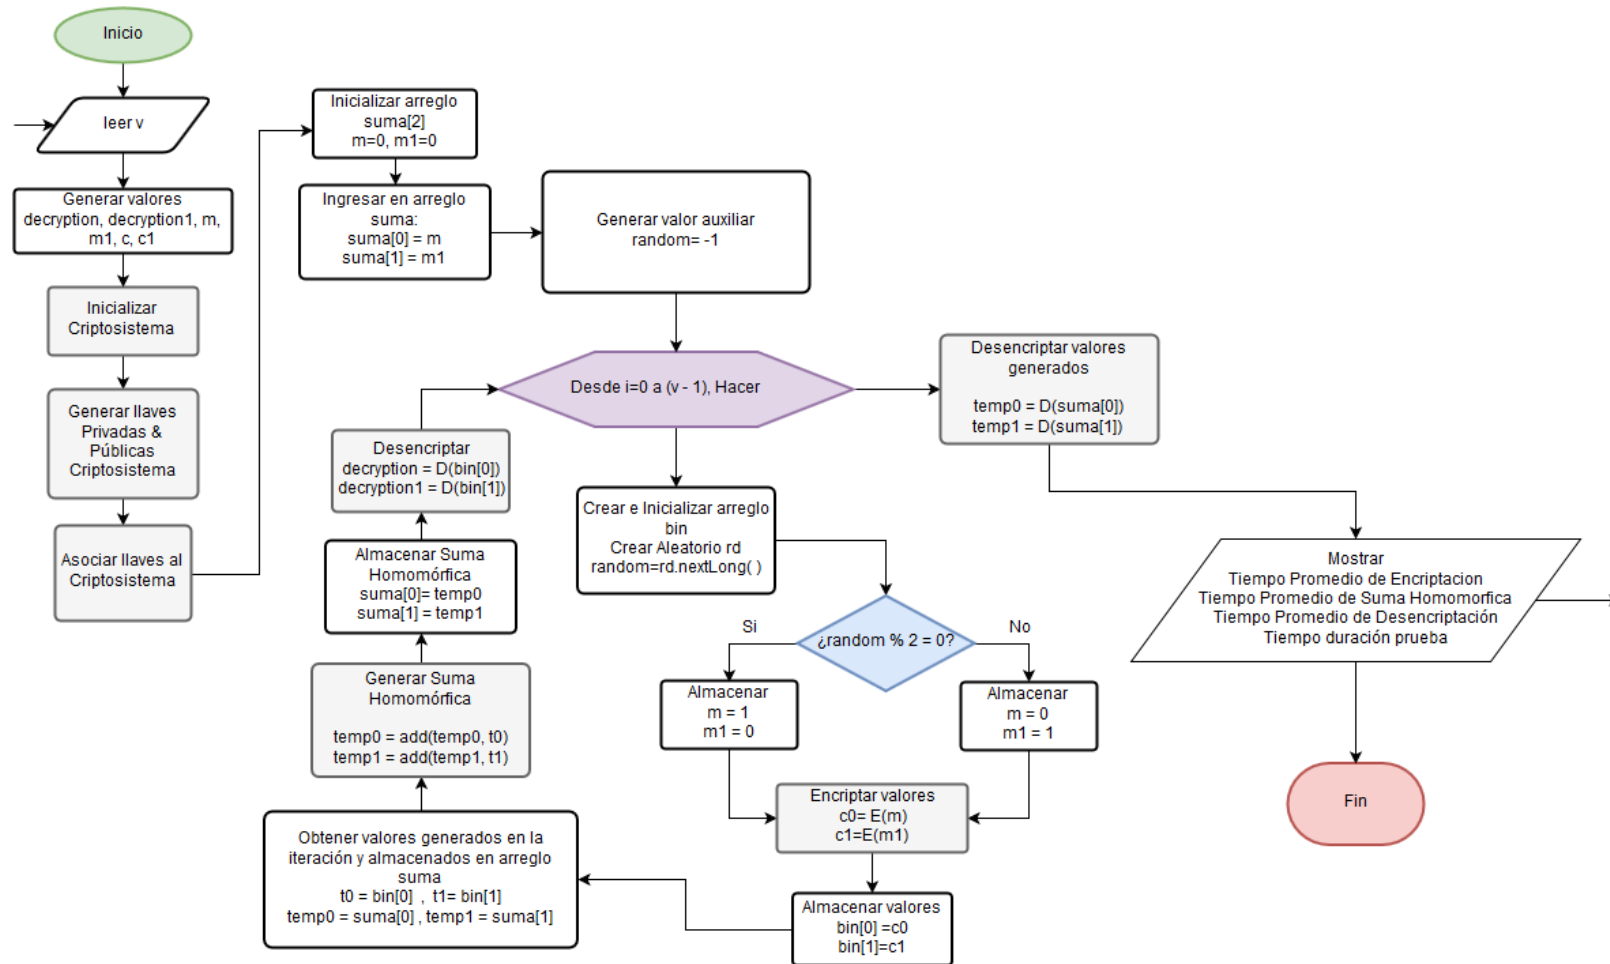 Inicio
leer v
Generar valores
decryption, decryption1, m,
m1, c, c1
Inicializar
Criptosistema
Generar llaves
Privadas &
Públicas
Criptosistema
Asociar llaves al
Criptosistema
Inicializar arreglo
suma[2]
m=0, m1=0
Ingresar en arreglo
suma:
suma[0] = m
suma[1] = m1
Generar valor auxiliar
random= -1
Desde i=0 a (v - 1), Hacer
Crear e Inicializar arreglo
bin
Crear Aleatorio rd
random=rd.nextLong( )
¿random % 2 = 0?
Si
No
Almacenar
m = 1
m1 = 0
Almacenar
m = 0
m1 = 1
Encriptar valores
c0= E(m)
c1=E(m1)
Almacenar valores
bin[0] =c0
bin[1]=c1
Obtener valores generados en la
iteración y almacenados en arreglo
suma
t0 = bin[0] , t1= bin[1]
temp0 = suma[0] , temp1 = suma[1]
Generar Suma
Homomórfica
temp0 = add(temp0, t0)
temp1 = add(temp1, t1)
Almacenar Suma
Homomórfica
suma[0]= temp0
suma[1] = temp1
Desencriptar
decryption = D(bin[0])
decryption1 = D(bin[1])
Desencriptar valores
generados
temp0 = D(suma[0])
temp1 = D(suma[1])
Mostrar
Tiempo Promedio de Encriptacion
Tiempo Promedio de Suma Homomorfica
Tiempo Promedio de Desencriptación
Tiempo duración prueba
Fin